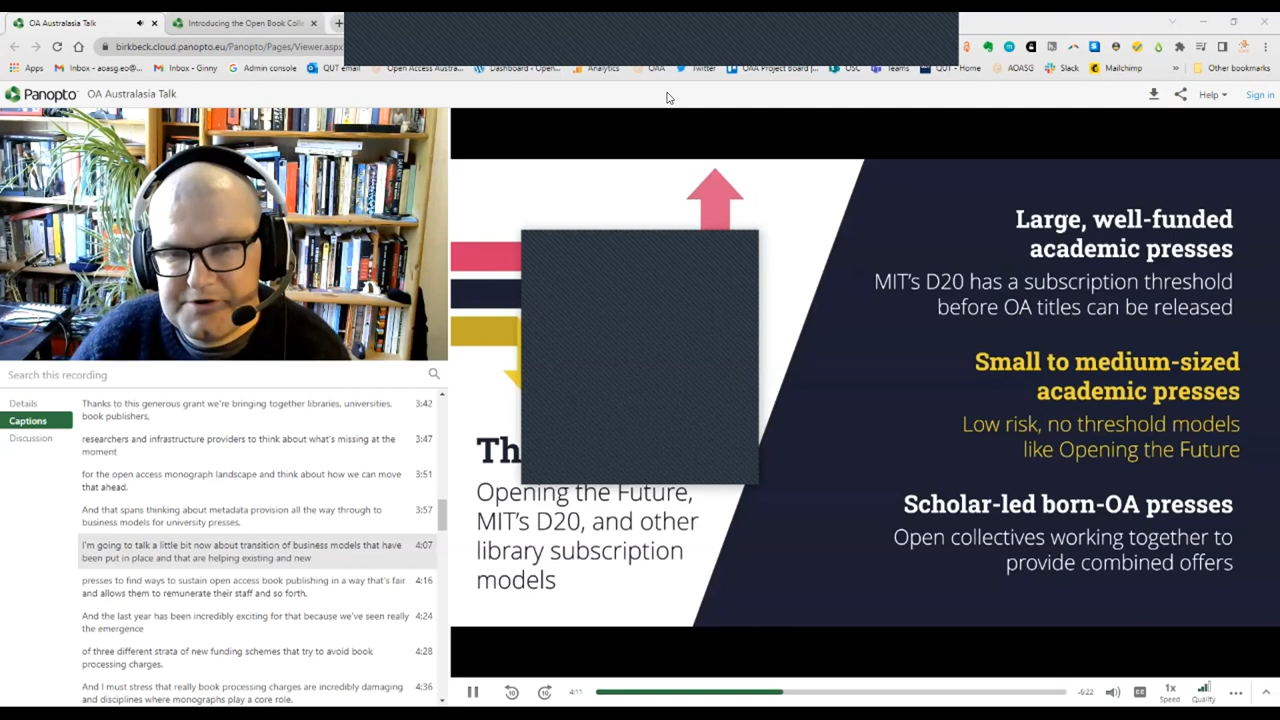 OA Australasia Talk
Introducing the Open Book Colle
birkbeck.cloud.panopto.eu/Panopto/Pages/Viewer.aspx
Apps
Inbox - aoasg.eo@...
Inbox - Ginny
Admin console
QUT email
Open Access Austra...
Dashboard - Open...
Analytics
OAA
Twitter
OAA Project Board |...
OSC
Teams
QUT - Home
AOASG
Slack
Mailchimp
»
Other bookmarks
Panopto
OA Australasia Talk
Help
Sign in
Large, well-funded
academic presses
MIT's D20 has a subscription threshold
before OA titles can be released
Small to medium-sized
academic presses
Low risk, no threshold models
like Opening the Future
Scholar-led born-OA presses
Open collectives working together to
provide combined offers
Th
Opening the Future,
MIT's D20, and other
library subscription
models
Search this recording
Details
Captions
Discussion
Thanks to this generous grant we're bringing together libraries, universities, 3:42
book publishers,
researchers and infrastructure providers to think about what's missing at the 3:47
moment
for the open access monograph landscape and think about how we can move 3:51
that ahead.
And that spans thinking about metadata provision all the way through to 3:57
business models for university presses.
I'm going to talk a little bit now about transition of business models that have 4:07
been put in place and that are helping existing and new
presses to find ways to sustain open access book publishing in a way that's fair 4:16
and allows them to remunerate their staff and so forth.
And the last year has been incredibly exciting for that because we've seen really 4:24
the emergence
of three different strata of new funding schemes that try to avoid book 4:28
processing charges.
And I must stress that really book processing charges are incredibly damaging 4:36
and disciplines where monographs play a core role.
10
10
4:11
-6:22
CC
1x
Speed
Quality